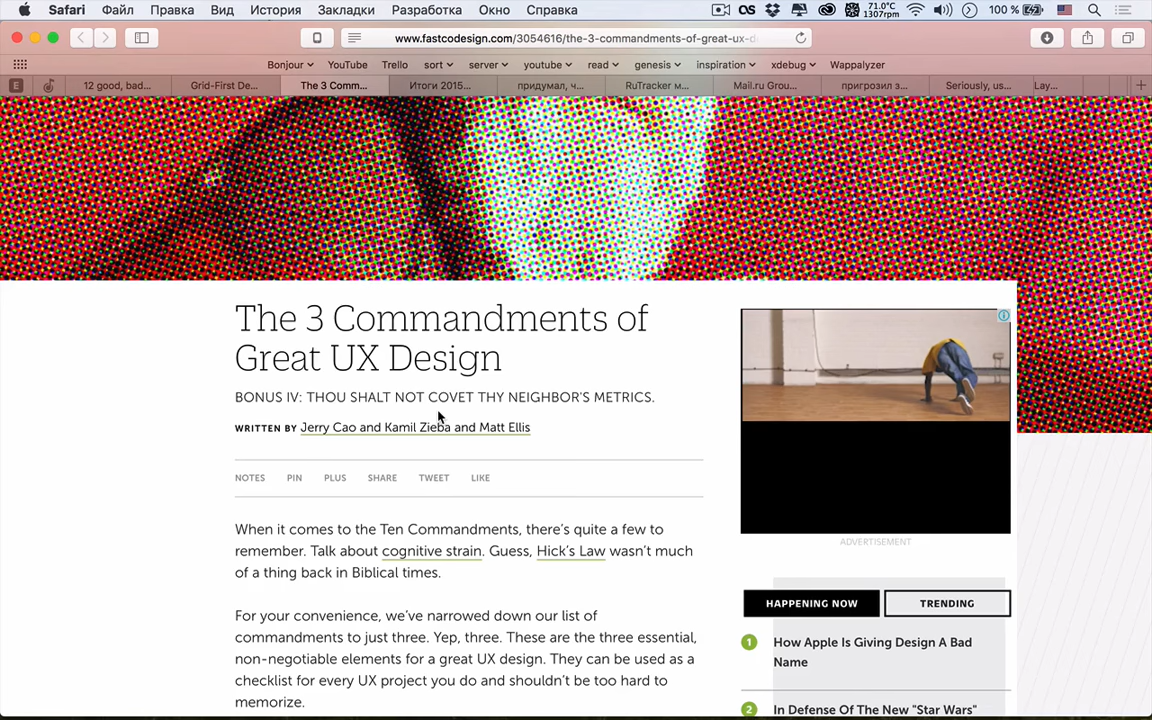 Safari Файл Правка Вид История Закладки Разработка Окно Справка 71.0°C 1307rpm 100 %
www.fastcodesign.com/3054616/the-3-commandments-of-great-ux-d
Bonjour YouTube Trello sort server youtube read genesis inspiration xdebug Wappalyzer
E 12 good, bad... Grid-First De... The 3 Comm... Итоги 2015... придумал, ч... RuTracker м... Mail.ru Grou... пригрозил з... Seriously, us... Lay...
The 3 Commandments of
Great UX Design
BONUS IV: THOU SHALT NOT COVET THY NEIGHBOR'S METRICS.
WRITTEN BY Jerry Cao and Kamil Zieba and Matt Ellis
NOTES PIN PLUS SHARE TWEET LIKE
When it comes to the Ten Commandments, there's quite a few to
remember. Talk about cognitive strain. Guess, Hick's Law wasn't much
of a thing back in Biblical times.
For your convenience, we've narrowed down our list of
commandments to just three. Yep, three. These are the three essential,
non-negotiable elements for a great UX design. They can be used as a
checklist for every UX project you do and shouldn't be too hard to
memorize.
ADVERTISEMENT
HAPPENING NOW TRENDING
1 How Apple Is Giving Design A Bad
Name
2 In Defense Of The New "Star Wars"